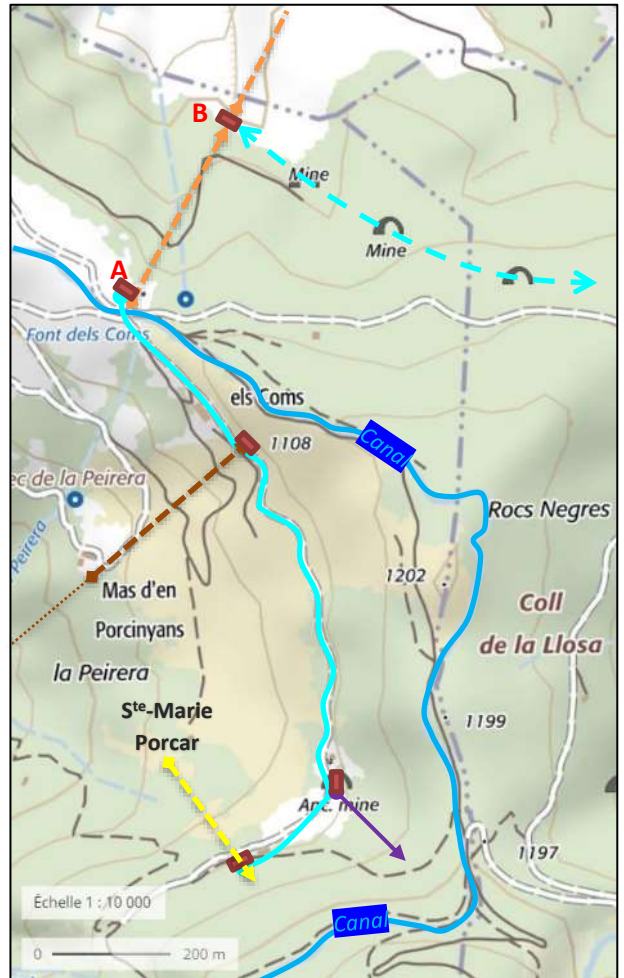 B
Mine
Mine
A
Font dels Coms
els Coms
Canal
1108
ec de la Peirera
Rocs Negres
Peirera
1202
Mas d'en
Porcinyans
Coll
de la Llosa
la Peirera
Ste-Marie
Porcar
1199
Anc. mine
1197
Échelle 1 : 10 000
Canal
0 200 m